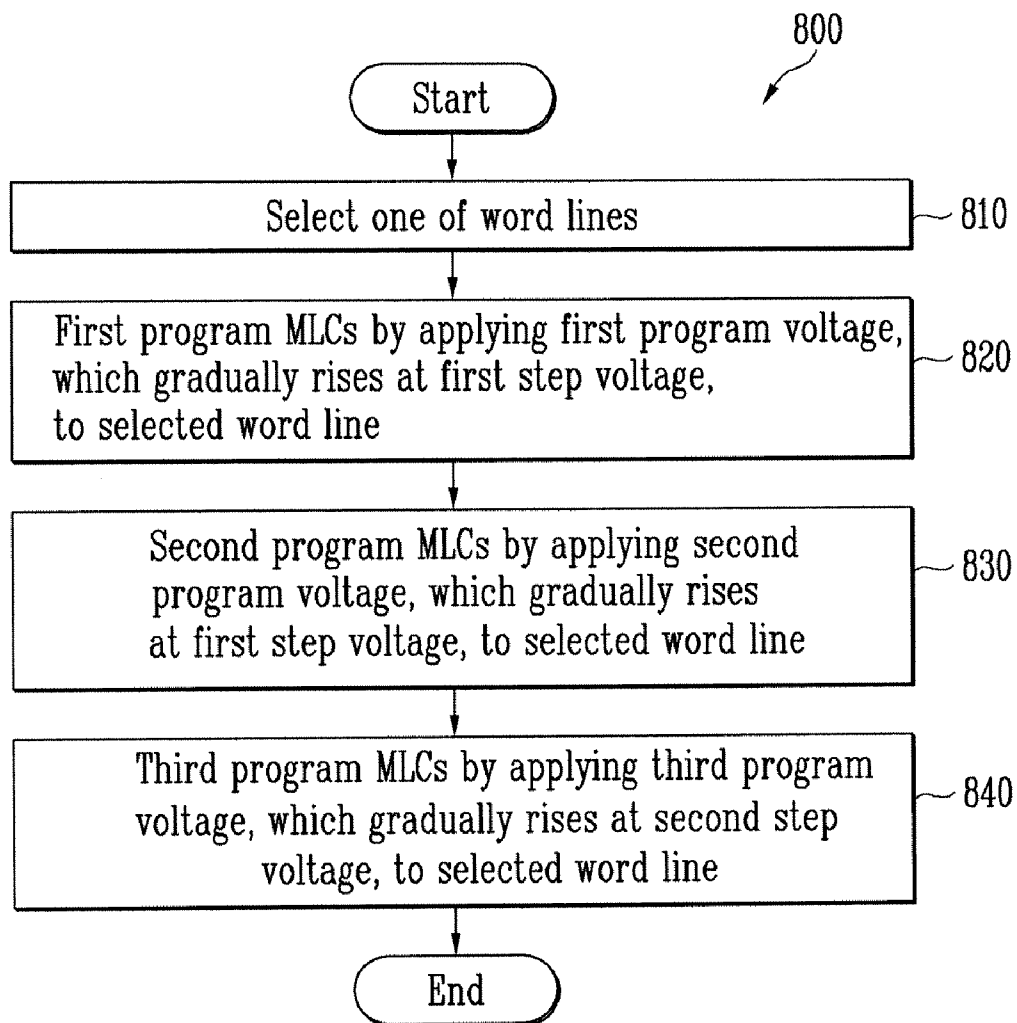 800
Start
Select one of word lines
810
First program MLCs by applying first program voltage,
which gradually rises at first step voltage,
to selected word line
820
Second program MLCs by applying second
program voltage, which gradually rises
at first step voltage, to selected word line
830
Third program MLCs by applying third program
voltage, which gradually rises at second step
voltage, to selected word line
840
End